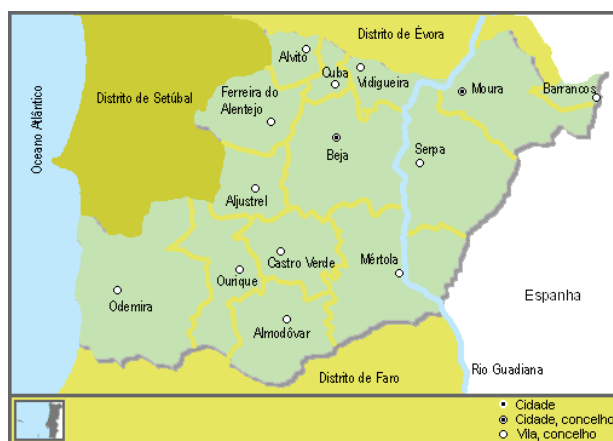 Distrito de Évora
Alvito
Cuba
Vidigueira
Distrito de Setúbal
Ferreira do
Alentejo
Moura
Barrancos
Oceano Atlântico
Beja
Serpa
Aljustrel
Castro Verde
Mértola
Ourique
Odemira
Espanha
Almodôvar
Rio Guadiana
Distrito de Faro
Cidade
Cidade, concelho
Vila, concelho